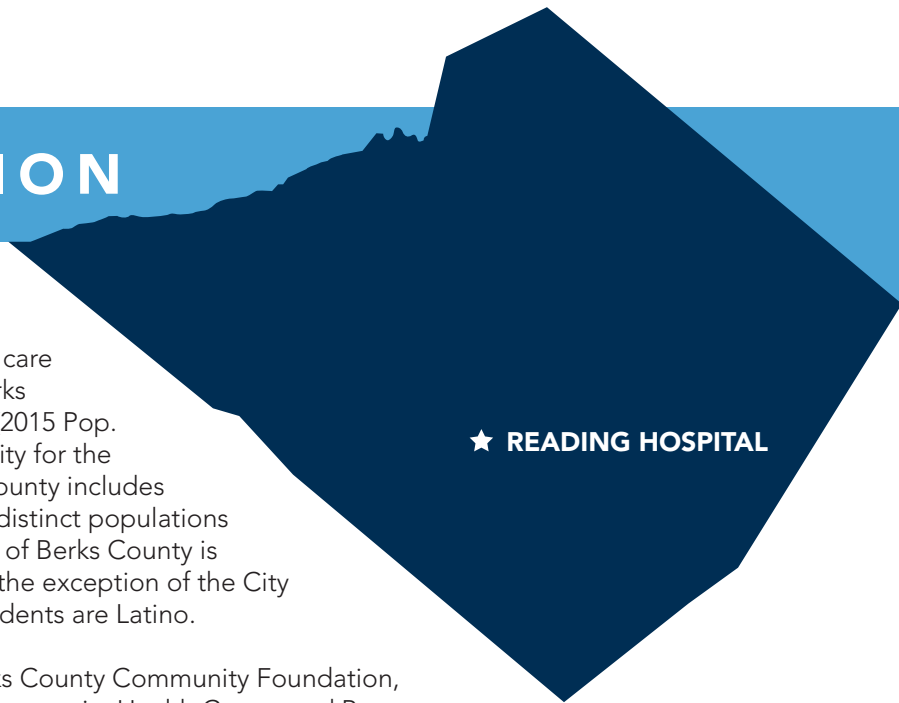 ION
care
rks
2015 Pop.
ity for the
ounty includes
distinct populations
of Berks County is
the exception of the City
dents are Latino.
★ READING HOSPITAL
ks County Community Foundation,